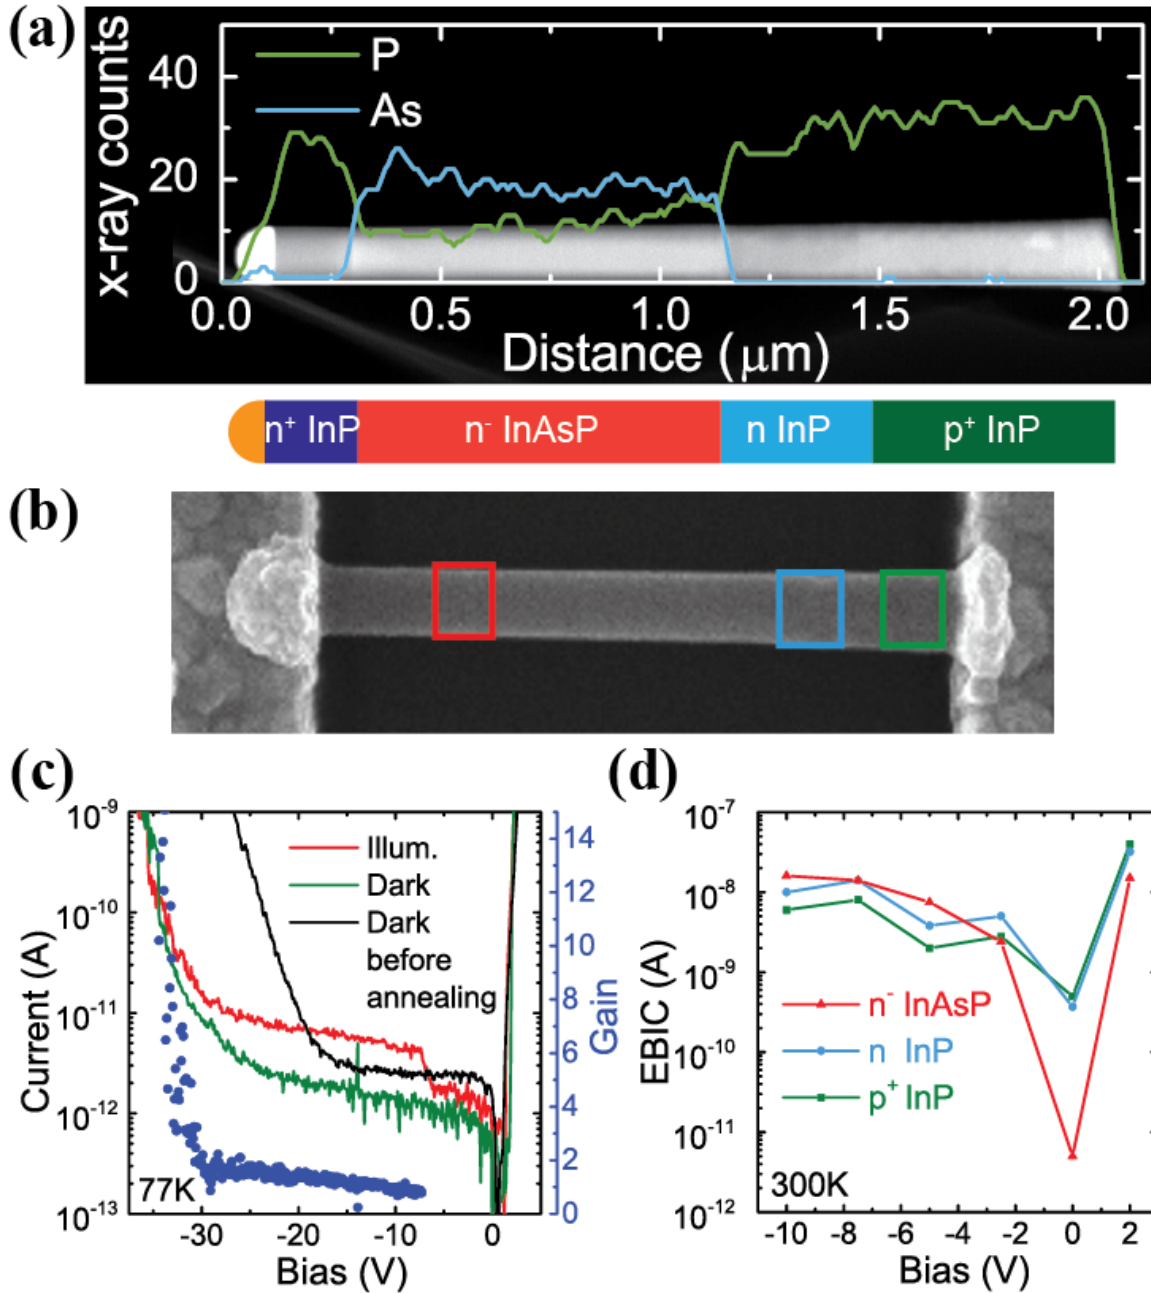 (a)
x-ray counts
40
20
0
P
As
0.0 0.5 1.0 1.5 2.0
Distance (μm)
n⁺ InP n⁻ InAsP n InP p⁺ InP
(b)
(c)
Current (A)
10⁻⁹
10⁻¹⁰
10⁻¹¹
10⁻¹²
10⁻¹³
Illum.
Dark
Dark
before
annealing
77K
14
12
10
8
6
4
2
0
Gain
-30 -20 -10 0
Bias (V)
(d)
EBIC (A)
10⁻⁷
10⁻⁸
10⁻⁹
10⁻¹⁰
10⁻¹¹
10⁻¹²
n⁻ InAsP
n InP
p⁺ InP
300K
-10 -8 -6 -4 -2 0 2
Bias (V)